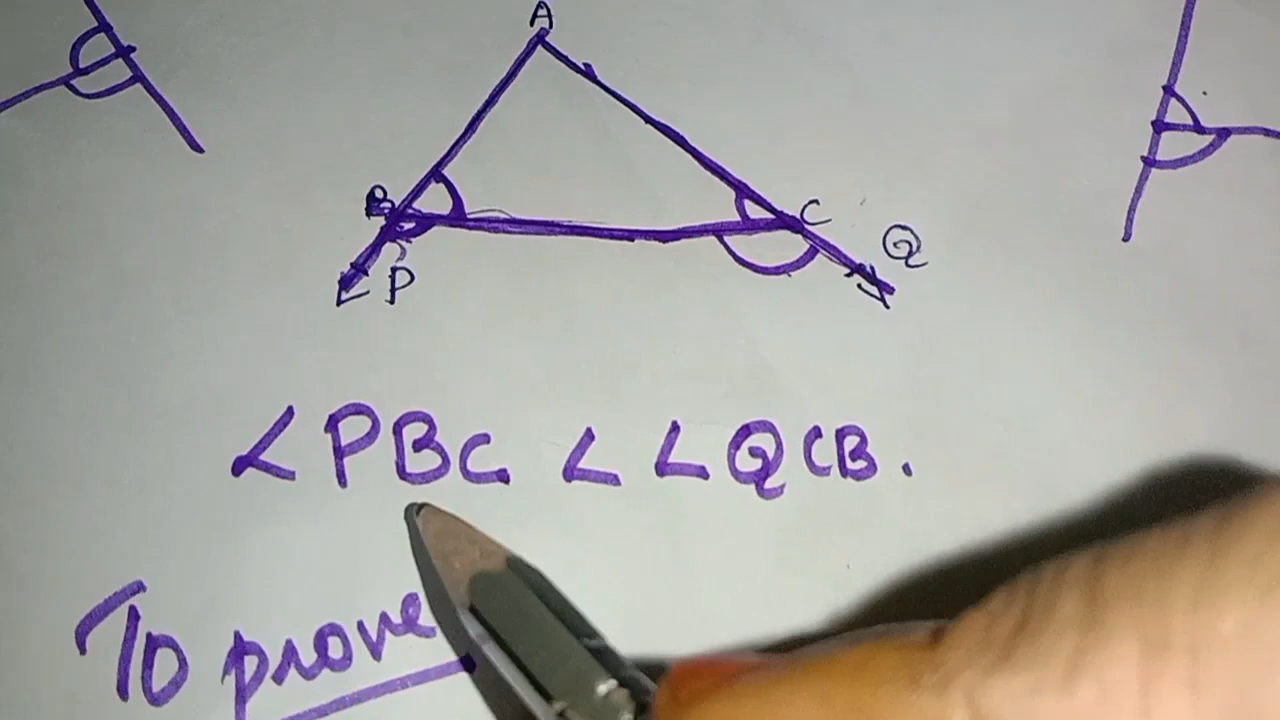 A
B
C
P
Q
∠PBC < ∠QCB.
To prove